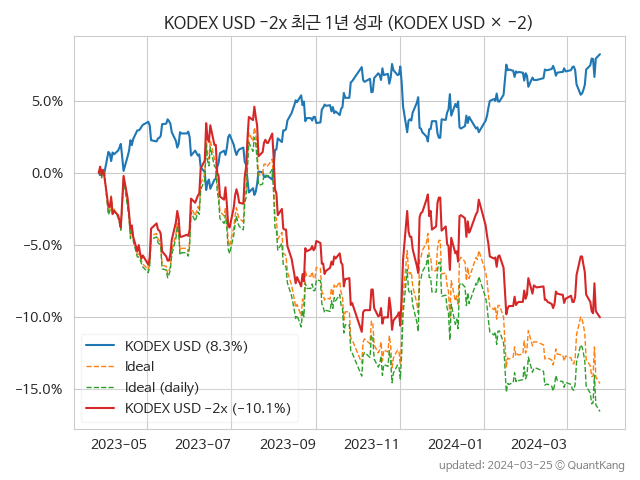 KODEX USD −2x 최근 1년 성과 (KODEX USD × −2)
5.0%
0.0%
−5.0%
−10.0%
−15.0%
KODEX USD (8.3%)
Ideal
Ideal (daily)
KODEX USD −2x (−10.1%)
2023-05 2023-07 2023-09 2023-11 2024-01 2024-03
updated: 2024-03-25 © QuantKang